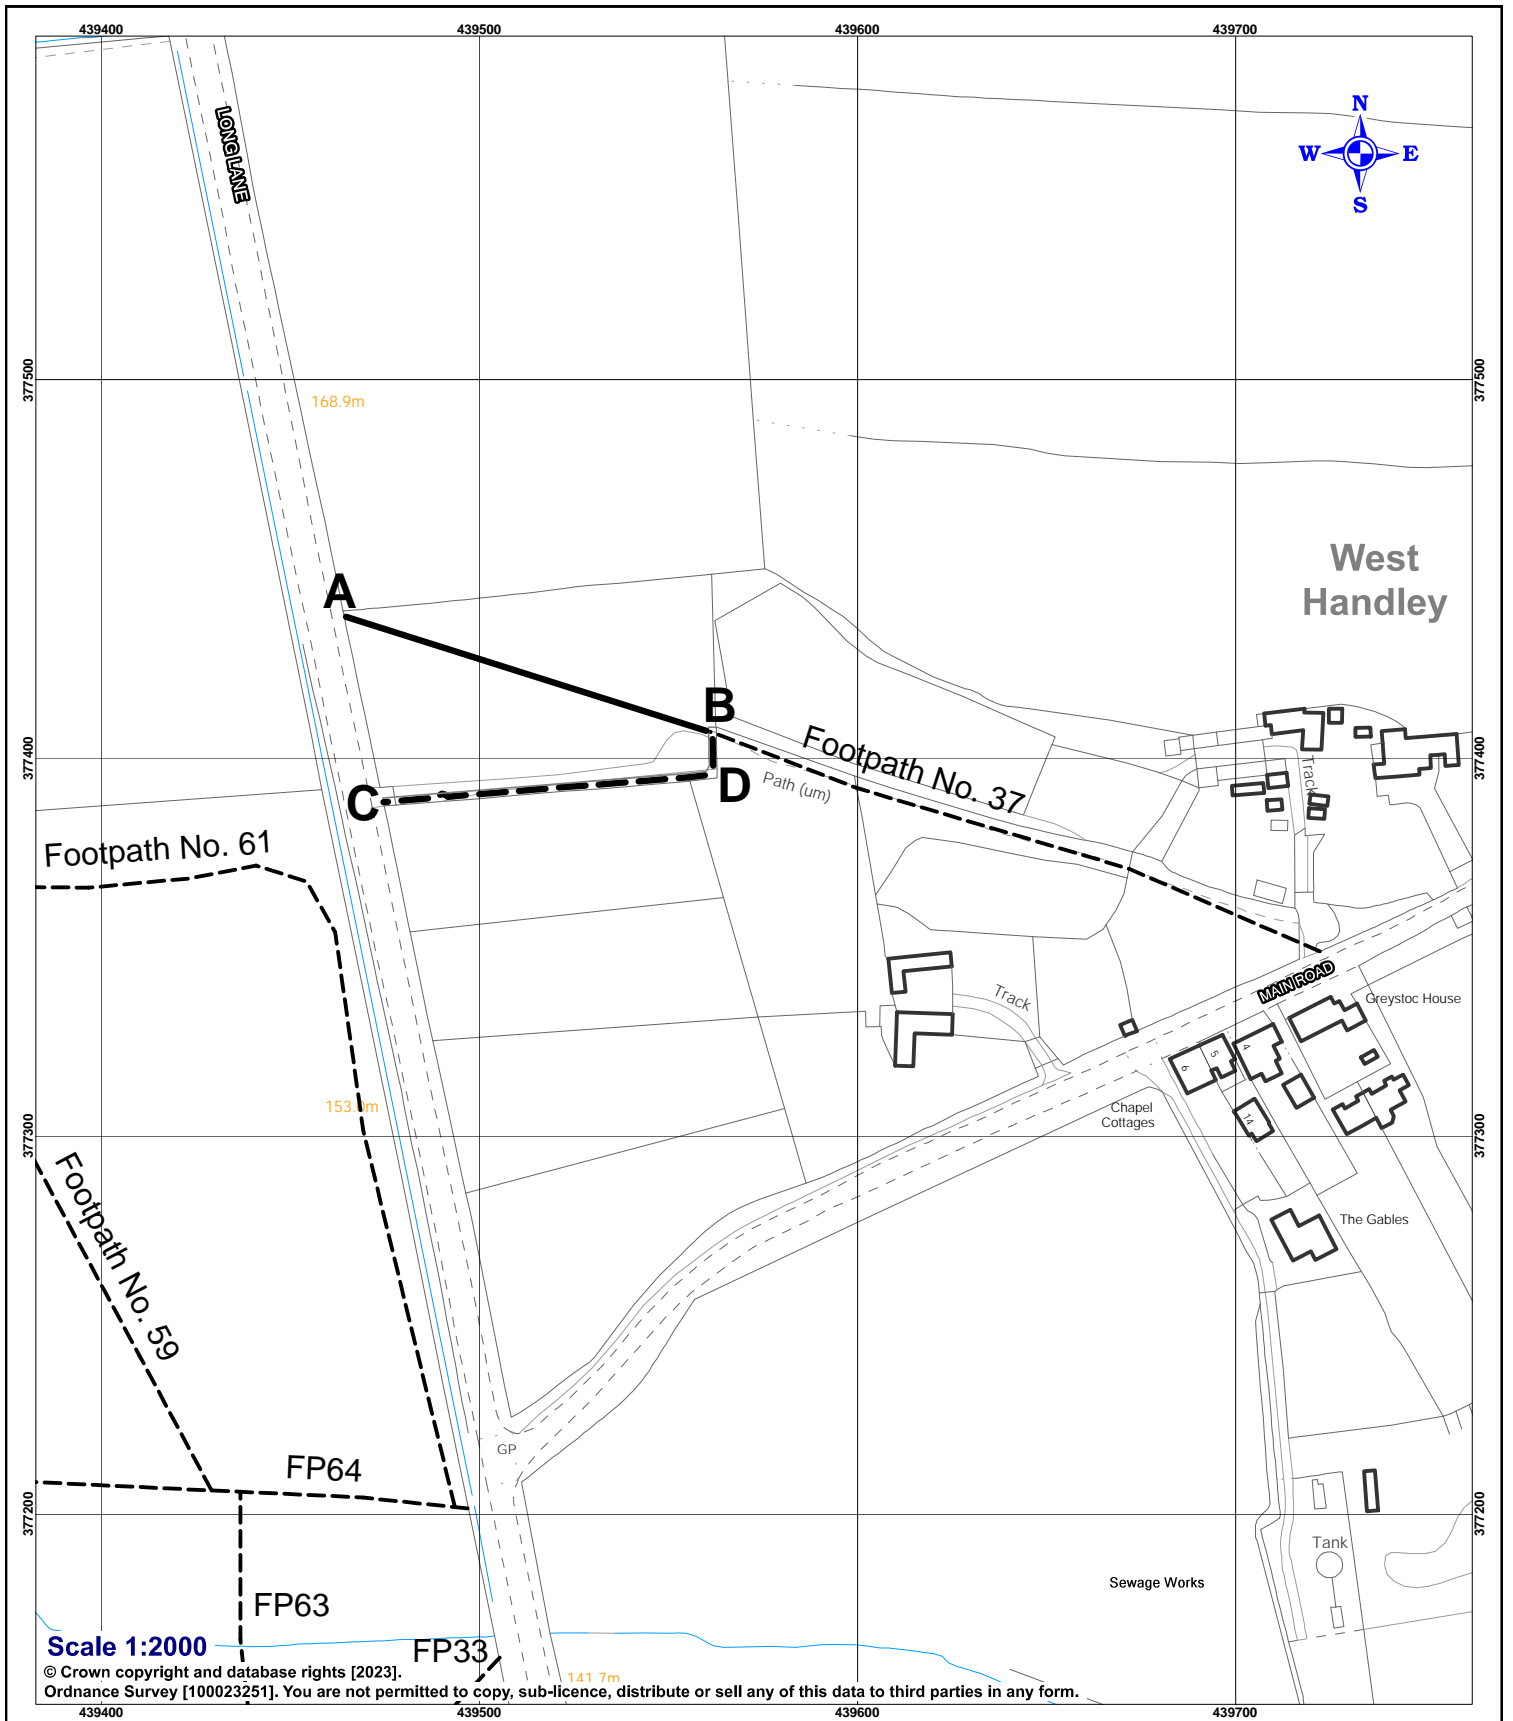 439400
439500
439600
439700
LONG LANE
N
W
E
S
377500
377500
168.9m
West
Handley
A
B
Footpath No. 37
377400
377400
Path (um)
Track
D
C
Footpath No. 61
MAIN ROAD
Greystoc House
Track
4
5
6
153.0m
Chapel
Cottages
14
377300
377300
Footpath No. 59
The Gables
GP
FP64
377200
377200
Tank
Sewage Works
FP63
FP33
Scale 1:2000
141.7m
© Crown copyright and database rights [2023].
Ordnance Survey [100023251]. You are not permitted to copy, sub-licence, distribute or sell any of this data to third parties in any form.
439400
439500
439600
439700